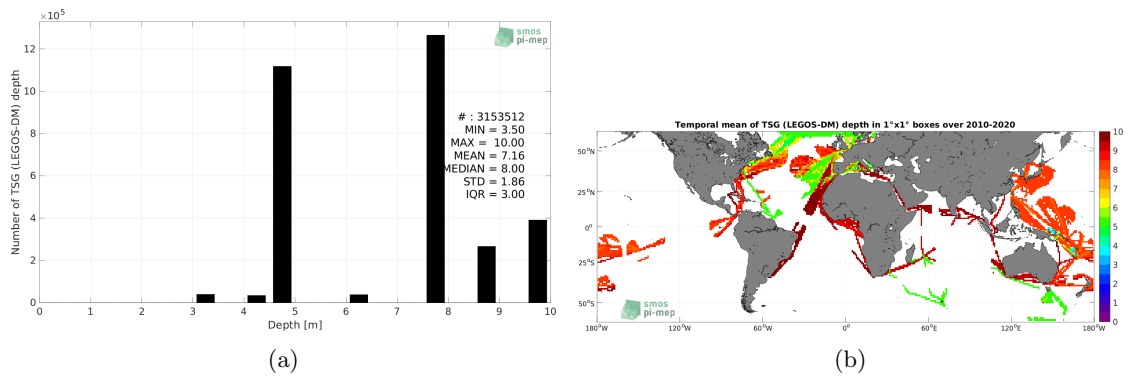 ×10^5
smos
pi-mep
12
10
8
6
4
2
0
Number of TSG (LEGOS-DM) depth
# : 3153512
MIN = 3.50
MAX = 10.00
MEAN = 7.16
MEDIAN = 8.00
STD = 1.86
IQR = 3.00
0 1 2 3 4 5 6 7 8 9 10
Depth [m]
(a)
Temporal mean of TSG (LEGOS-DM) depth in 1°x1° boxes over 2010-2020
50°N
25°N
0°
25°S
50°S
smos
pi-mep
180°W 120°W 60°W 0° 60°E 120°E 180°W
10
9
8
7
6
5
4
3
2
1
0
(b)